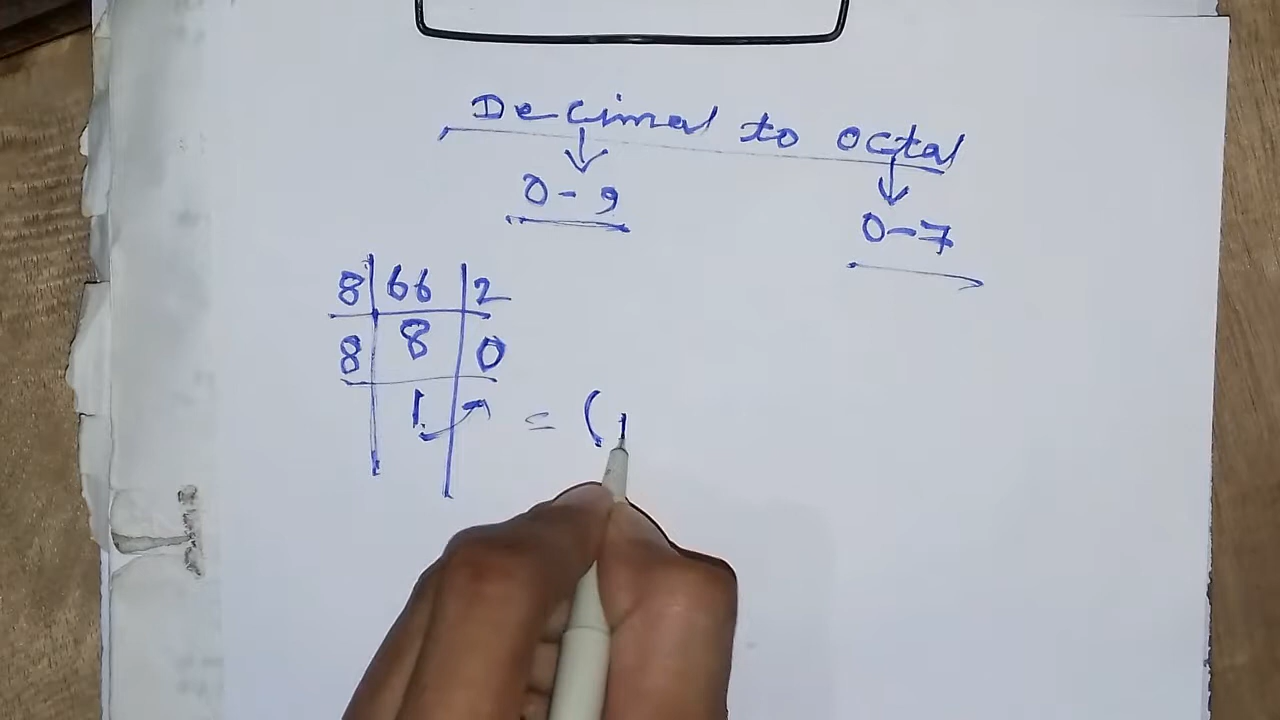 Decimal to octal
0-9
0-7
8 66 2
8 8 0
1 = (1